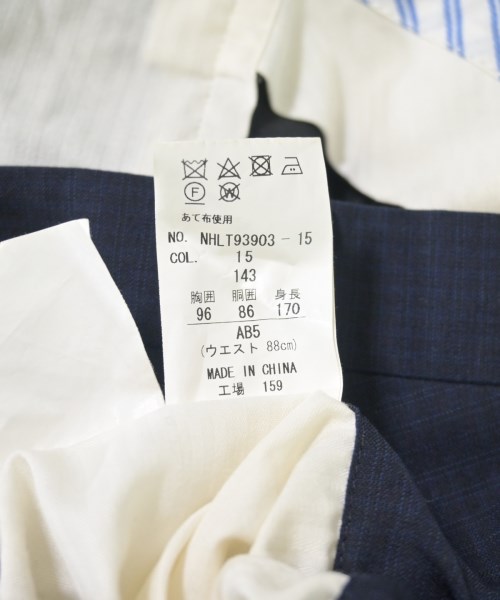 F W
あて布使用
NO. NHLT93903 - 15
COL. 15
143
胸囲 胴囲 身長
96 86 170
AB5
(ウエスト 88cm)
MADE IN CHINA
工場 159